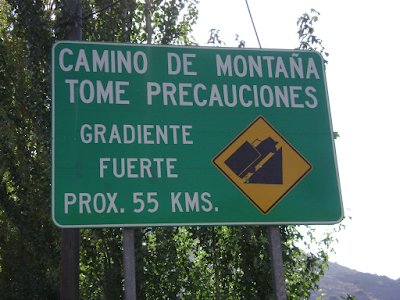 CAMINO DE MONTAÑA
TOME PRECAUCIONES
GRADIENTE
FUERTE
PROX. 55 KMS.